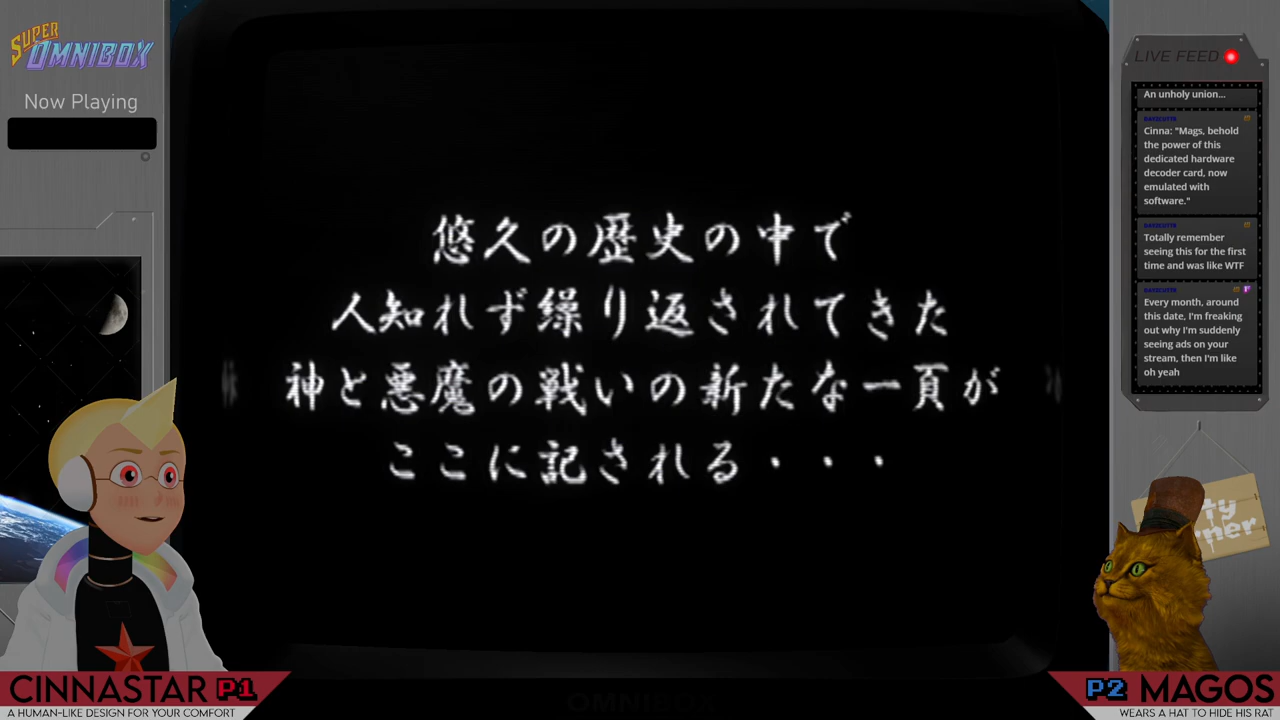 SUPER
OMNIBOX
Now Playing
悠久の歴史の中で
人知れず繰り返されてきた
神と悪魔の戦いの新たな一頁が
ここに記される・・・
LIVE FEED
An unholy union...
DAVECUTTR
Cinna: "Mags, behold
the power of this
dedicated hardware
decoder card, now
emulated with
software."
Totally remember
seeing this for the first
time and was like WTF
Every month, around
this date, I'm freaking
out why I'm suddenly
seeing ads on your
stream, then I'm like
oh yeah
CINNASTAR P1
A HUMAN-LIKE DESIGN FOR YOUR COMFORT
P2 MAGOS
WEARS A HAT TO HIDE HIS RAT
OMNIBOX